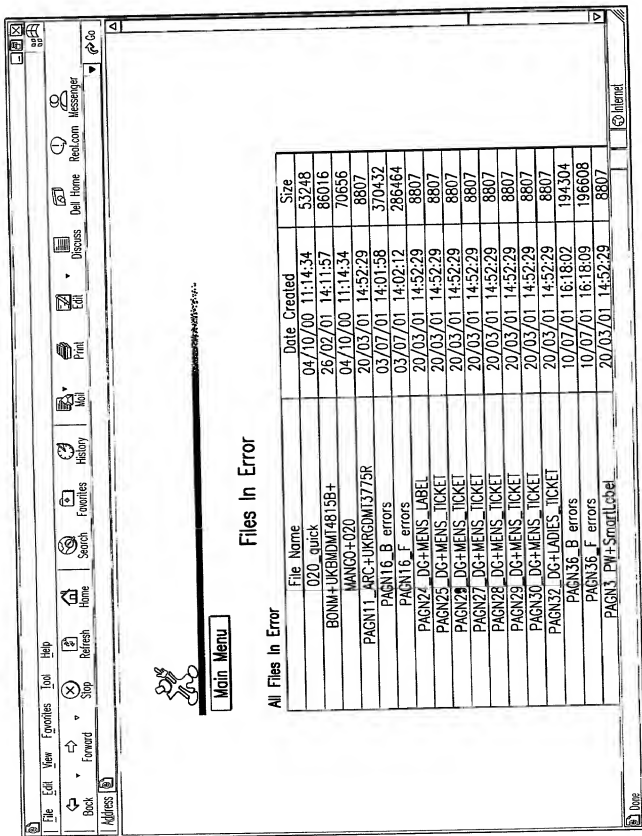 File Edit View Favorites Tool Help
Back Forward Stop Refresh Home Search Favorites History Mail Print Edit Discuss Dell Home Real.com Messenger
Address Go
Main Menu
Files In Error
All Files In Error
File Name Date Created Size
020_quick 04/10/00 11:14:34 53248
BONM+UKBMDMT4815B+ 26/02/01 14:11:57 86016
MANGO+020 04/10/00 11:14:34 70656
PAGN11_ARC+UKRGDMT3775R 20/03/01 14:52:29 8807
PAGN16_B errors 03/07/01 14:01:58 370432
PAGN16_F errors 03/07/01 14:02:12 286464
PAGN24_DG+MENS_LABEL 20/03/01 14:52:29 8807
PAGN25_DG+MENS_TICKET 20/03/01 14:52:29 8807
PAGN26_DG+MENS_TICKET 20/03/01 14:52:29 8807
PAGN27_DG+MENS_TICKET 20/03/01 14:52:29 8807
PAGN28_DG+MENS_TICKET 20/03/01 14:52:29 8807
PAGN29_DG+MENS_TICKET 20/03/01 14:52:29 8807
PAGN30_DG+MENS_TICKET 20/03/01 14:52:29 8807
PAGN32_DG+LADIES_TICKET 20/03/01 14:52:29 8807
PAGN36_B errors 10/07/01 16:18:02 194304
PAGN36_F errors 10/07/01 16:18:09 196608
PAGN3_PW+SmartLabel 20/03/01 14:52:29 8807
Done Internet